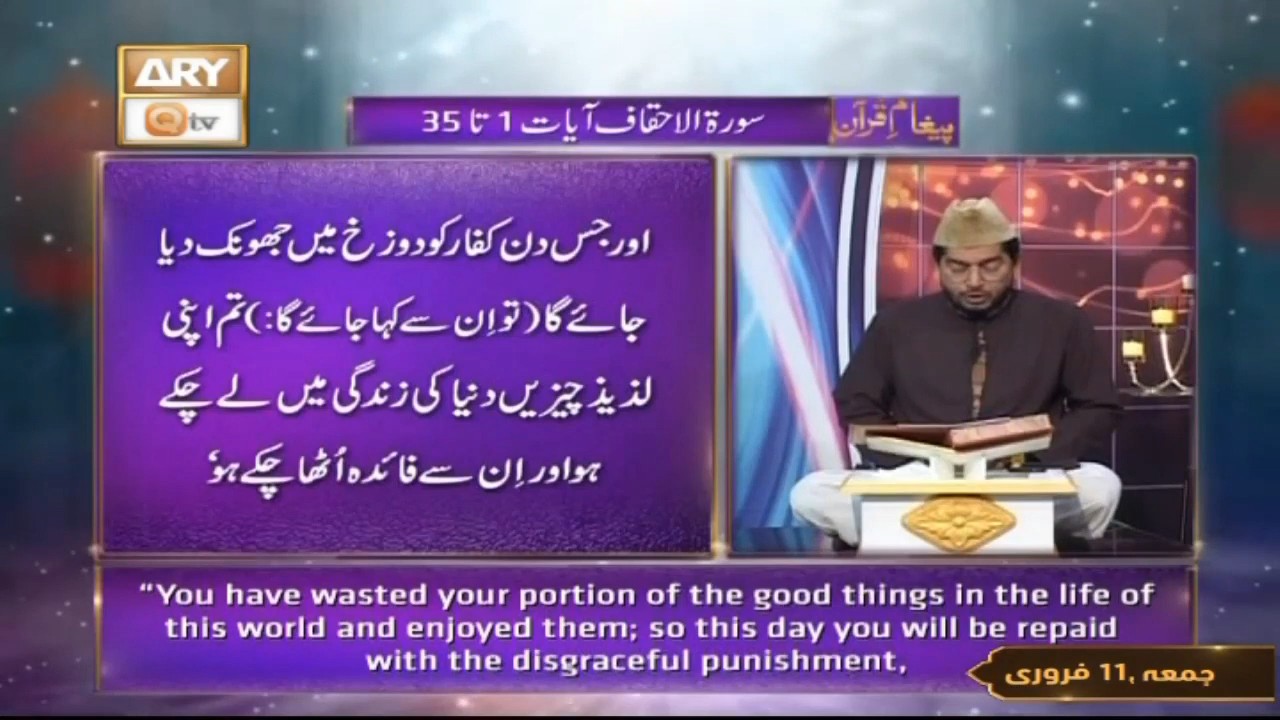 ARY
Qtv
پیغامِ قرآن
سورۃ الاحقاف آیات 1 تا 35
اور جس دن کفار کو دوزخ میں جھونک دیا
جائے گا (تو اِن سے کہا جائے گا:) تم اپنی
لذیذ چیزیں دنیا کی زندگی میں لے چکے
ہو اور اِن سے فائدہ اُٹھا چکے ہو،
“You have wasted your portion of the good things in the life of
this world and enjoyed them; so this day you will be repaid
with the disgraceful punishment,
جمعہ ,11 فروری